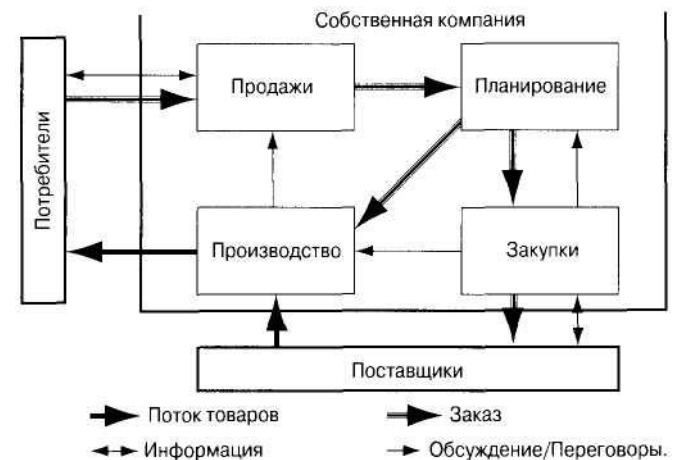 Собственная компания
Потребители
Продажи
Планирование
Производство
Закупки
Поставщики
Поток товаров
Заказ
Информация
Обсуждение/Переговоры.